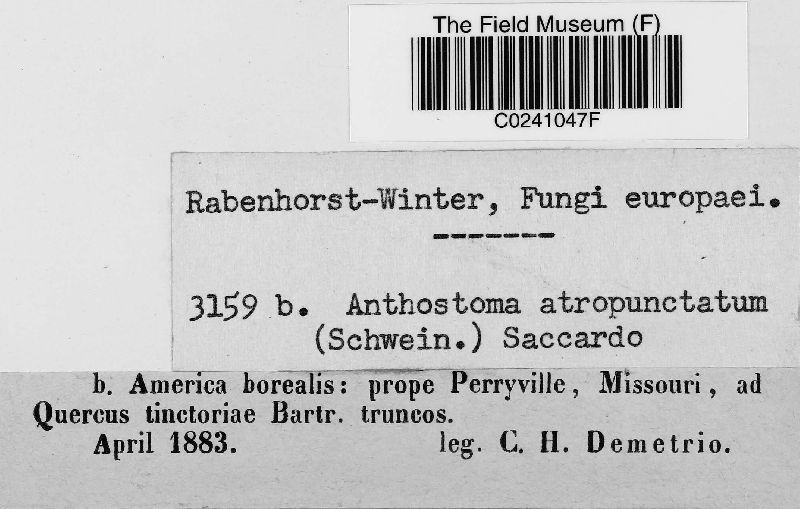 The Field Museum (F)
C0241047F
Rabenhorst-Winter, Fungi europaei.
-------
3159 b. Anthostoma atropunctatum
(Schwein.) Saccardo
b. America borealis: prope Perryville, Missouri, ad
Quercus tinctoriae Bartr. truncos.
April 1883. leg. C. H. Demetrio.